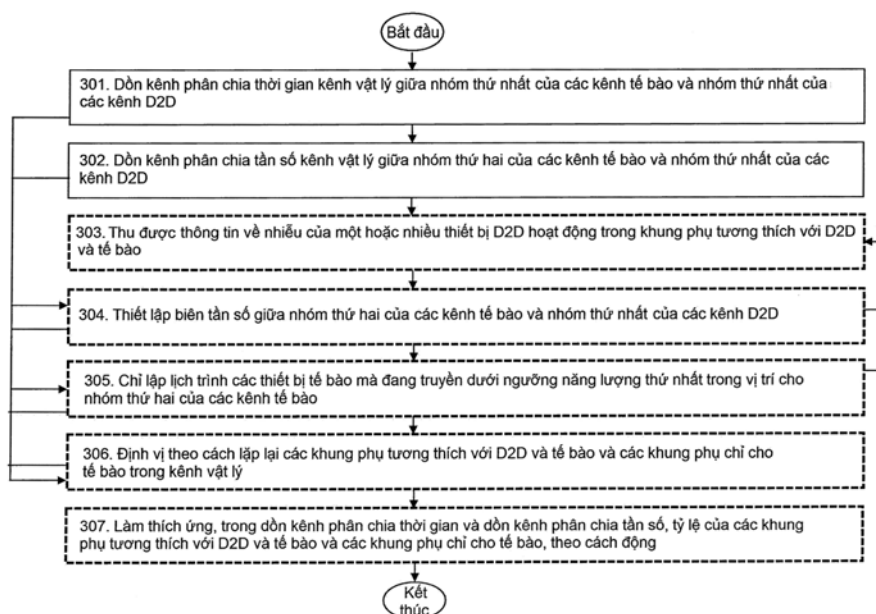 Bắt đầu
301. Dồn kênh phân chia thời gian kênh vật lý giữa nhóm thứ nhất của các kênh tế bào và nhóm thứ nhất của
các kênh D2D
302. Dồn kênh phân chia tần số kênh vật lý giữa nhóm thứ hai của các kênh tế bào và nhóm thứ nhất của các
kênh D2D
303. Thu được thông tin về nhiễu của một hoặc nhiều thiết bị D2D hoạt động trong khung phụ tương thích với D2D
và tế bào
304. Thiết lập biên tần số giữa nhóm thứ hai của các kênh tế bào và nhóm thứ nhất của các kênh D2D
305. Chỉ lập lịch trình các thiết bị tế bào mà đang truyền dưới ngưỡng năng lượng thứ nhất trong vị trí cho
nhóm thứ hai của các kênh tế bào
306. Định vị theo cách lặp lại các khung phụ tương thích với D2D và tế bào và các khung phụ chỉ cho
tế bào trong kênh vật lý
307. Làm thích ứng, trong dồn kênh phân chia thời gian và dồn kênh phân chia tần số, tỷ lệ của các khung
phụ tương thích với D2D và tế bào và các khung phụ chỉ cho tế bào, theo cách động
Kết
thúc